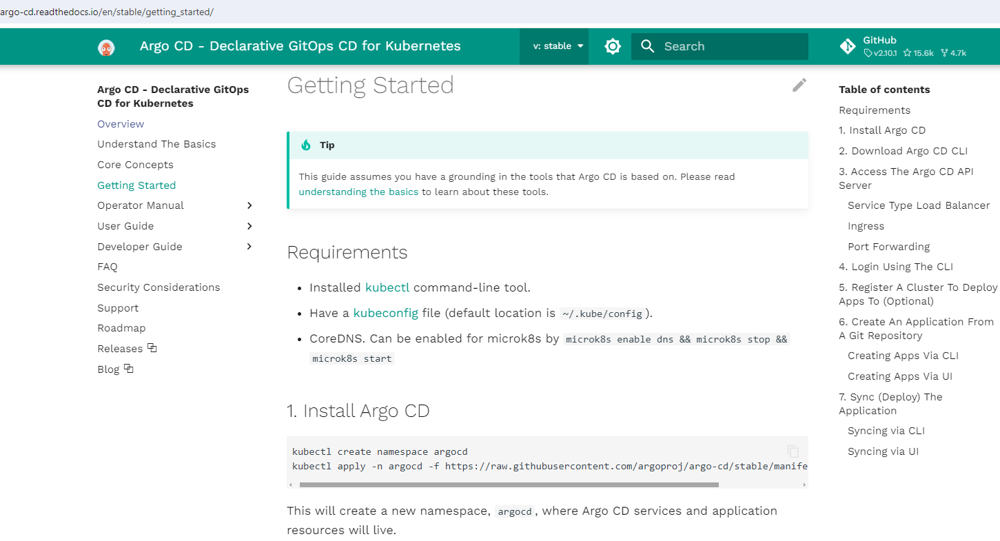 argo-cd.readthedocs.io/en/stable/getting_started/
Argo CD - Declarative GitOps CD for Kubernetes
v: stable
Search
GitHub
v2.10.1 15.6k 4.7k
Argo CD - Declarative GitOps
CD for Kubernetes
Overview
Understand The Basics
Core Concepts
Getting Started
Operator Manual
User Guide
Developer Guide
FAQ
Security Considerations
Support
Roadmap
Releases
Blog
Getting Started
Tip
This guide assumes you have a grounding in the tools that Argo CD is based on. Please read
understanding the basics to learn about these tools.
Requirements
• Installed kubectl command-line tool.
• Have a kubeconfig file (default location is ~/.kube/config).
• CoreDNS. Can be enabled for microk8s by microk8s enable dns && microk8s stop &&
microk8s start
1. Install Argo CD
kubectl create namespace argocd
kubectl apply -n argocd -f https://raw.githubusercontent.com/argoproj/argo-cd/stable/manife
This will create a new namespace, argocd, where Argo CD services and application
resources will live.
Table of contents
Requirements
1. Install Argo CD
2. Download Argo CD CLI
3. Access The Argo CD API
Server
Service Type Load Balancer
Ingress
Port Forwarding
4. Login Using The CLI
5. Register A Cluster To Deploy
Apps To (Optional)
6. Create An Application From
A Git Repository
Creating Apps Via CLI
Creating Apps Via UI
7. Sync (Deploy) The
Application
Syncing via CLI
Syncing via UI